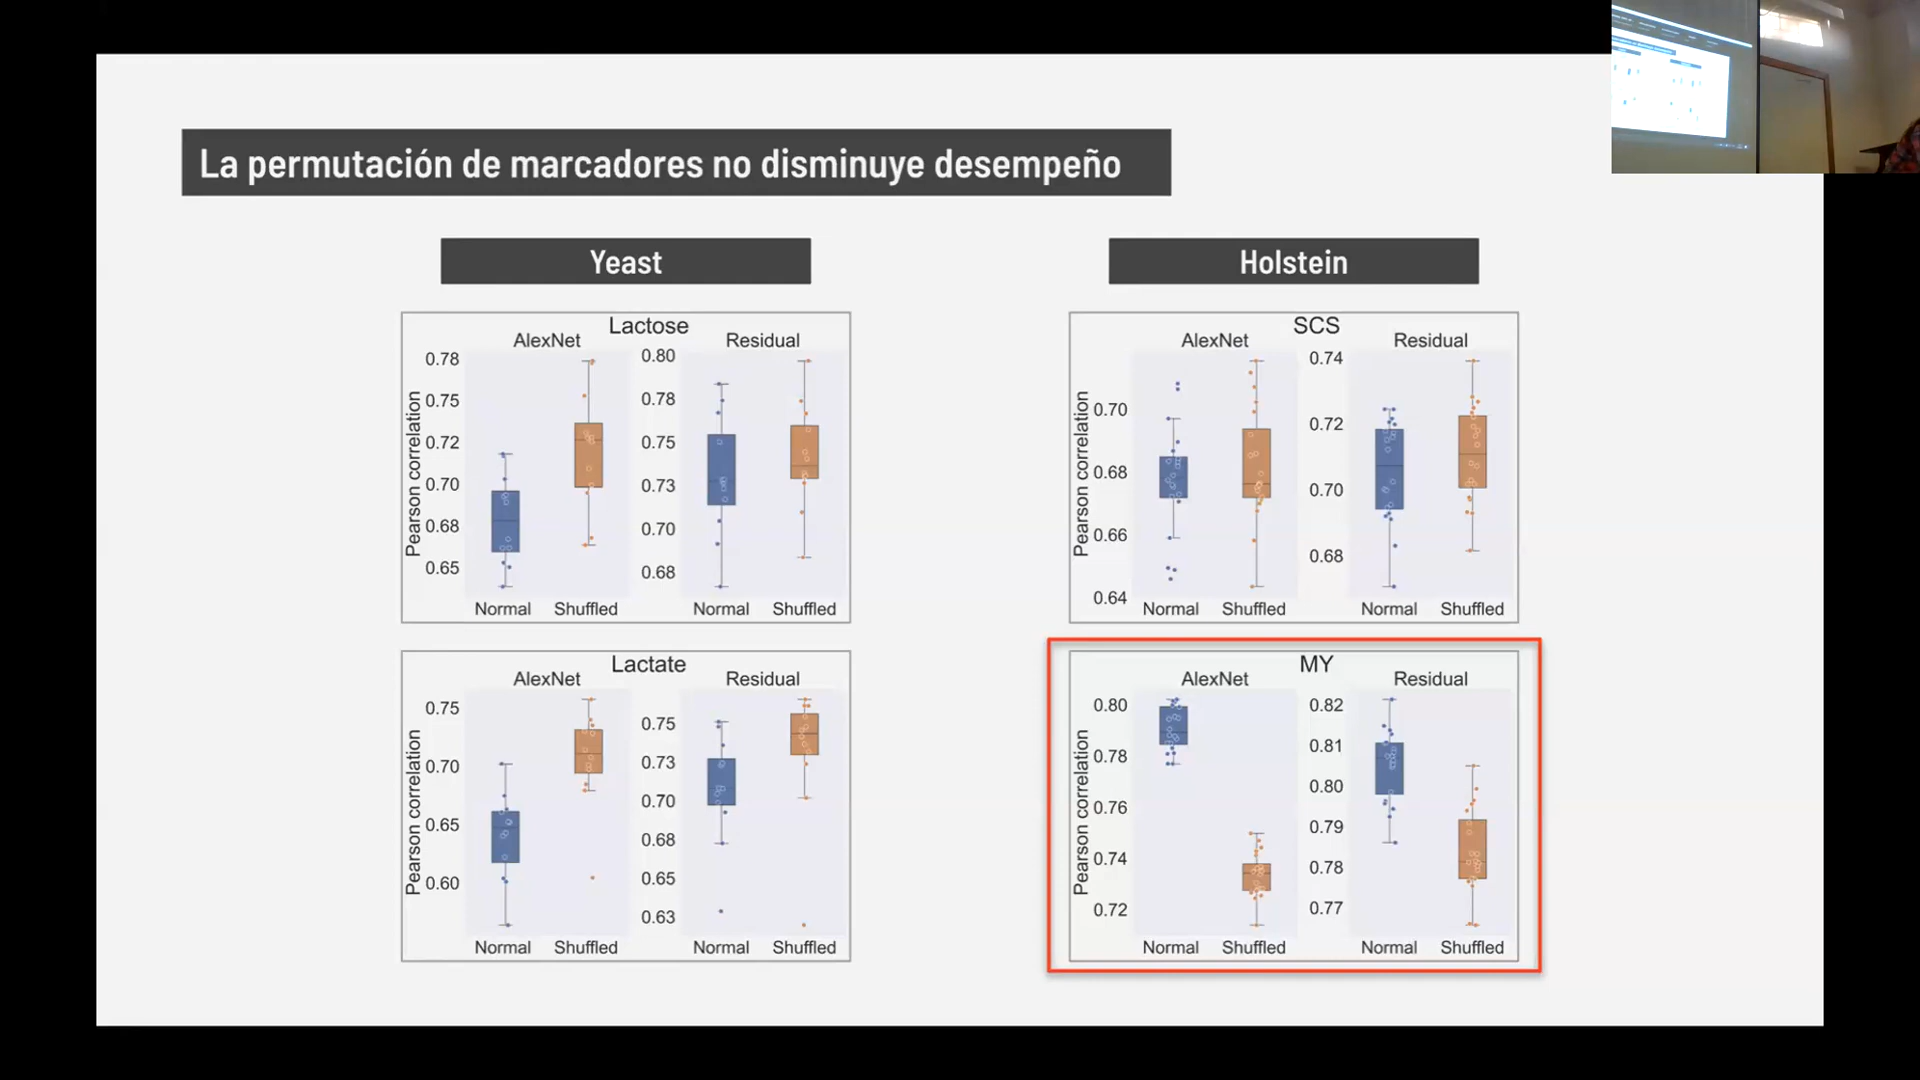 La permutación de marcadores no disminuye desempeño
Yeast
Holstein
Lactose
AlexNet
Residual
Pearson correlation
0.78
0.75
0.72
0.70
0.68
0.65
0.80
0.78
0.75
0.73
0.70
0.68
Normal
Shuffled
Normal
Shuffled
SCS
AlexNet
Residual
Pearson correlation
0.70
0.68
0.66
0.64
0.74
0.72
0.70
0.68
Normal
Shuffled
Normal
Shuffled
Lactate
AlexNet
Residual
Pearson correlation
0.75
0.70
0.65
0.60
0.75
0.73
0.70
0.68
0.65
0.63
Normal
Shuffled
Normal
Shuffled
MY
AlexNet
Residual
Pearson correlation
0.80
0.78
0.76
0.74
0.72
0.82
0.81
0.80
0.79
0.78
0.77
Normal
Shuffled
Normal
Shuffled